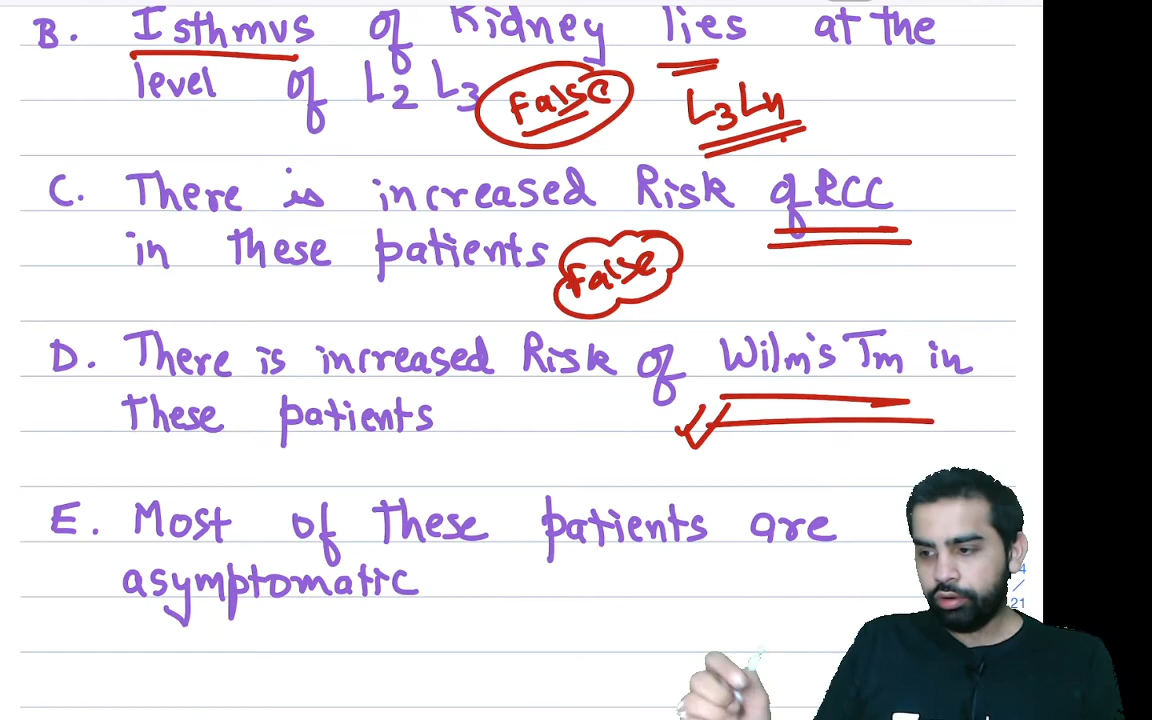 B. Isthmus of Kidney lies at the
level of L2 L3 False L3L4
C. There is increased Risk of RCC
in these patients False
D. There is increased Risk of Wilm's Tm in
These patients
E. Most of These patients are
asymptomatic
4
/
21